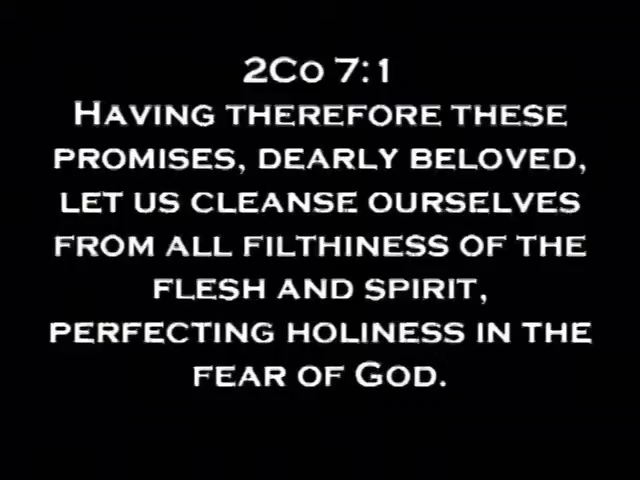 2Co 7:1
Having therefore these
promises, dearly beloved,
let us cleanse ourselves
from all filthiness of the
flesh and spirit,
perfecting holiness in the
fear of God.